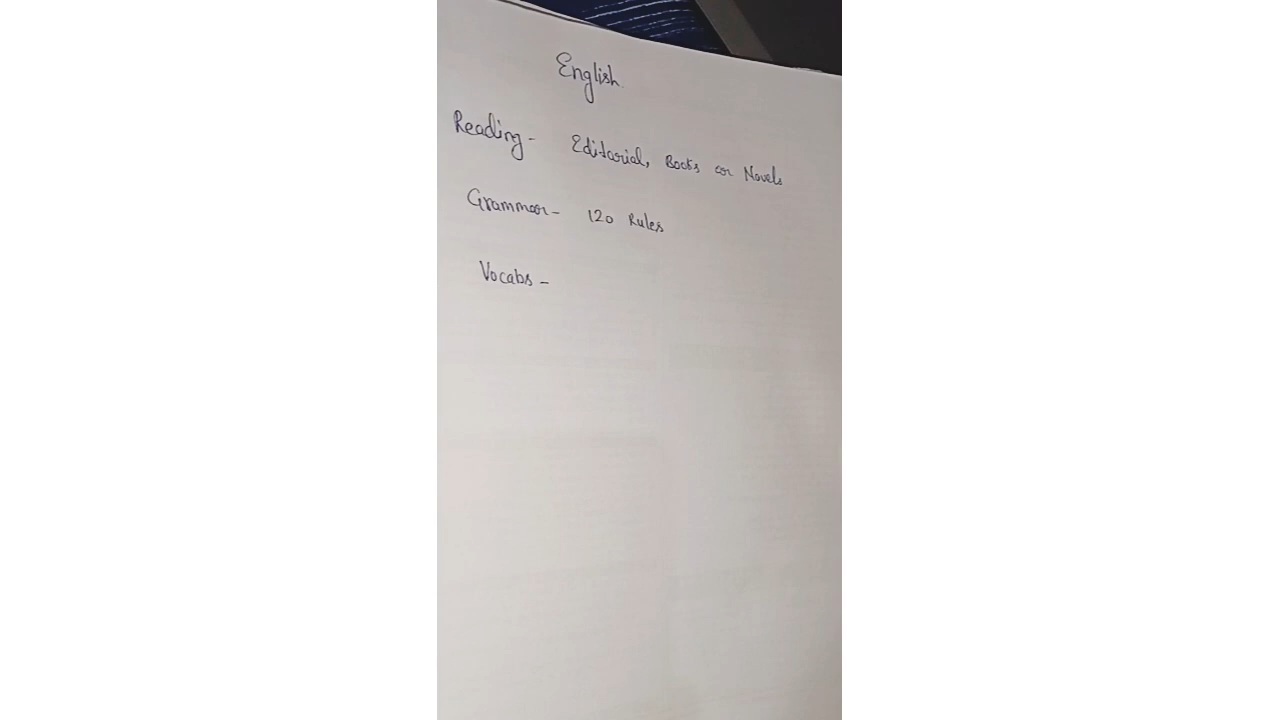 English
Reading - Editorial, Books or Novels
Grammar - 120 Rules
Vocabs -